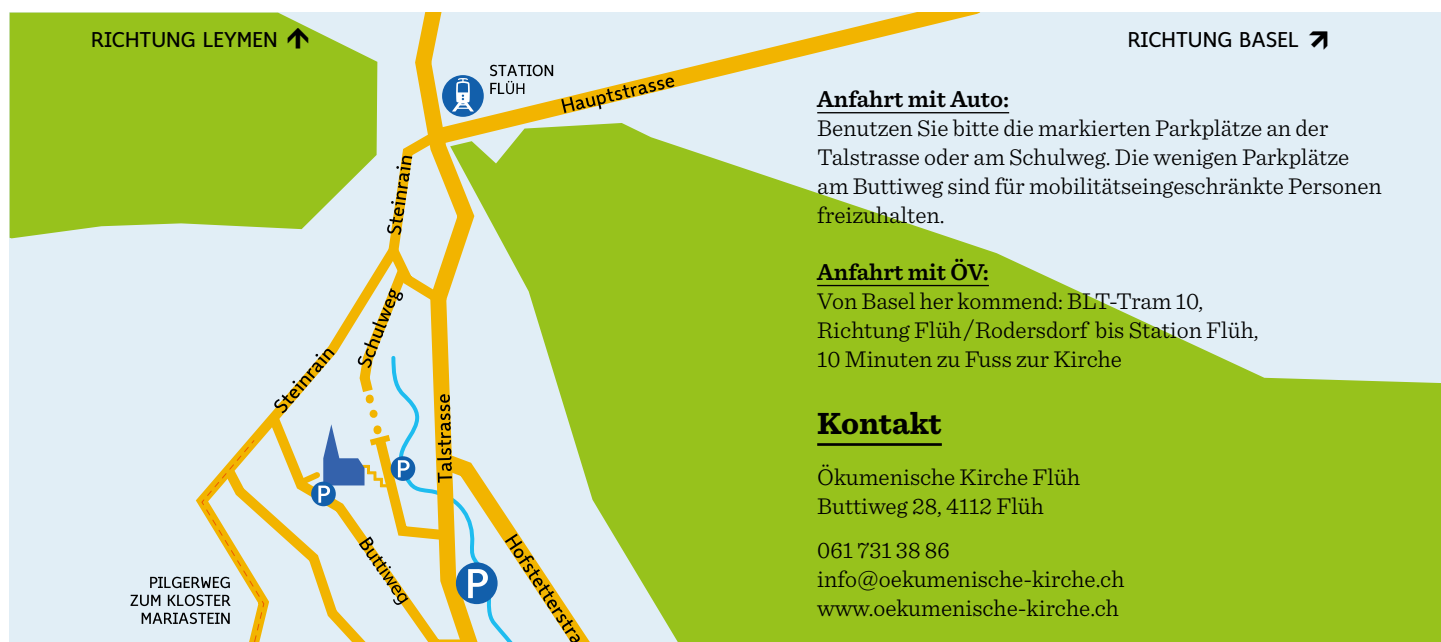 RICHTUNG LEYMEN
RICHTUNG BASEL
STATION
FLÜH
Hauptstrasse
Steinrain
Schulweg
Steinrain
Talstrasse
P
P
P
Buttiweg
Hofstetterstra
PILGERWEG
ZUM KLOSTER
MARIASTEIN
Anfahrt mit Auto:
Benutzen Sie bitte die markierten Parkplätze an der
Talstrasse oder am Schulweg. Die wenigen Parkplätze
am Buttiweg sind für mobilitätseingeschränkte Personen
freizuhalten.
Anfahrt mit ÖV:
Von Basel her kommend: BLT-Tram 10,
Richtung Flüh/Rodersdorf bis Station Flüh,
10 Minuten zu Fuss zur Kirche
Kontakt
Ökumenische Kirche Flüh
Buttiweg 28, 4112 Flüh
061 731 38 86
info@oekumenische-kirche.ch
www.oekumenische-kirche.ch